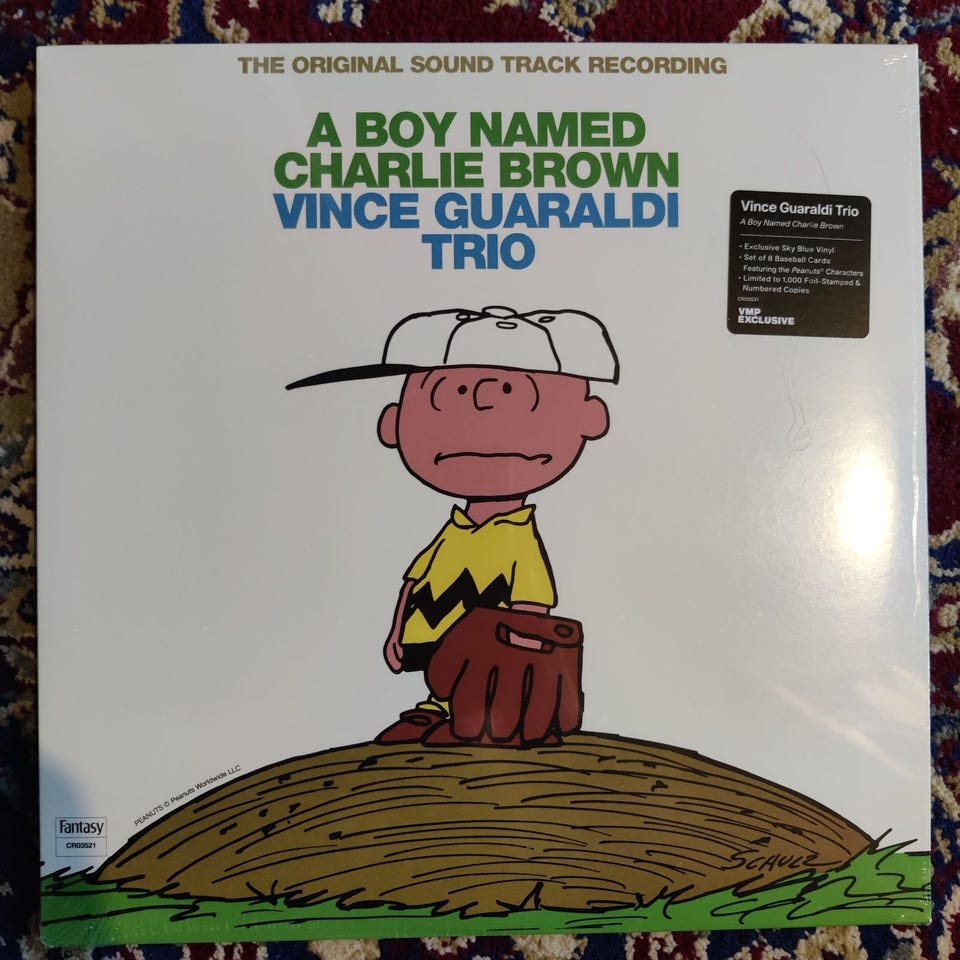 THE ORIGINAL SOUND TRACK RECORDING
A BOY NAMED
CHARLIE BROWN
VINCE GUARALDI
TRIO
Vince Guaraldi Trio
A Boy Named Charlie Brown
• Exclusive Sky Blue Vinyl
• Set of 8 Baseball Cards
Featuring the Peanuts® Characters
• Limited to 1,000 Foil-Stamped &
Numbered Copies
CR03521
VMP
EXCLUSIVE
PEANUTS © Peanuts Worldwide LLC
Fantasy
CR03521
SCHULZ